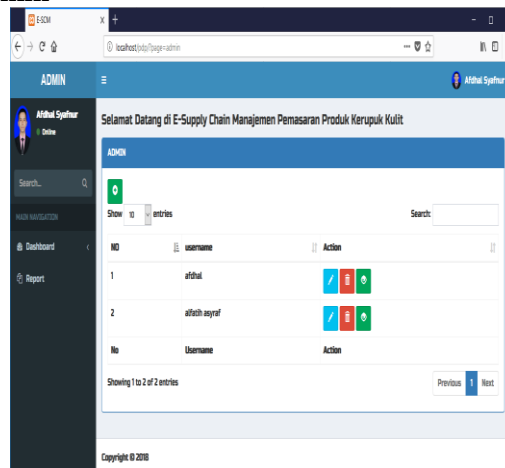 E-SCM
localhost/pdp/?page=admin
ADMIN
Afdhal Syafnur
Afdhal Syafnur
Online
Selamat Datang di E-Supply Chain Manajemen Pemasaran Produk Kerupuk Kulit
ADMIN
Search...
Show 10 entries Search:
MAIN NAVIGATION
NO username Action
Dashboard
1 afdhal
Report
2 alfatih asyraf
No Username Action
Showing 1 to 2 of 2 entries Previous 1 Next
Copyright © 2018